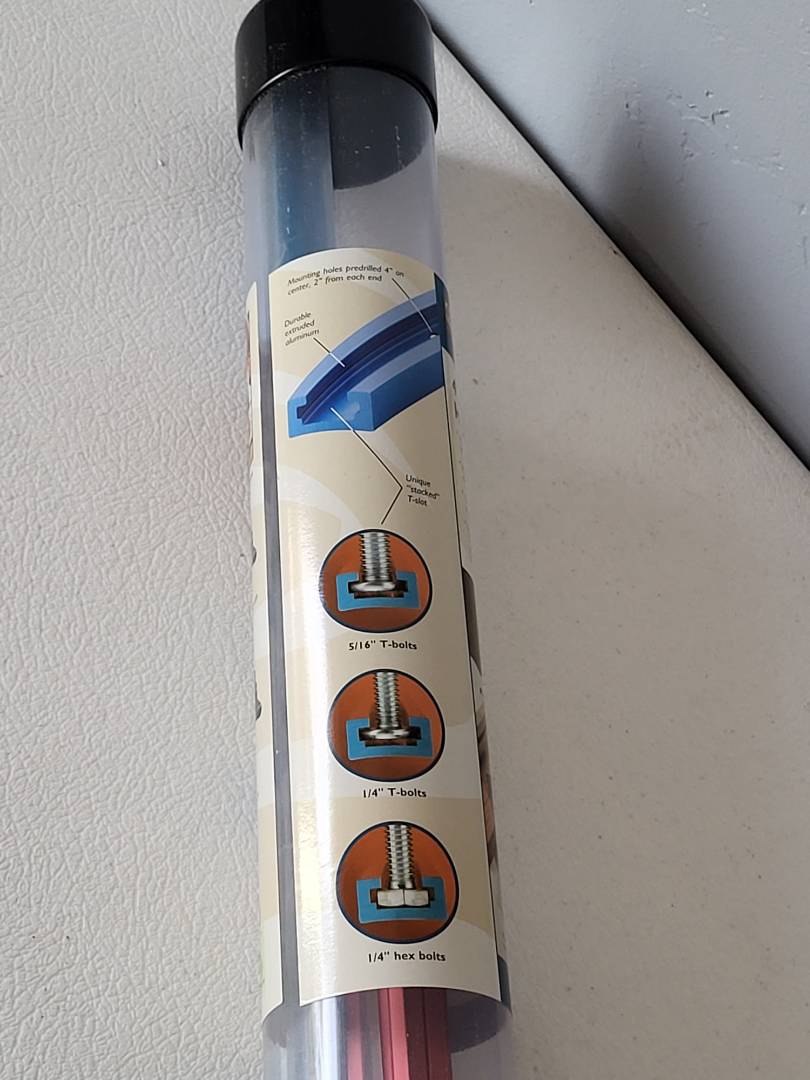 Mounting holes predrilled 4" on
center, 2" from each end
Durable
extruded
aluminum
Unique
"stacked"
T-slot
5/16" T-bolts
1/4" T-bolts
1/4" hex bolts